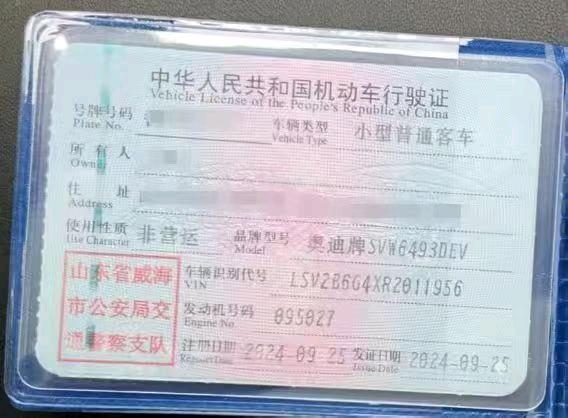 中华人民共和国机动车行驶证
Vehicle License of the People's Republic of China
号牌号码 车辆类型 小型普通客车
Plate No. Vehicle Type
所有人
Owner
住址
Address
使用性质 非营运 品牌型号 奥迪牌SVW6493DEV
Use Character Model
山东省威海
市公安局交
通警察支队
车辆识别代号 LSV2B6G4XR2011956
VIN
发动机号码 095027
Engine No.
注册日期 2024-09-25 发证日期 2024-09-25
Register Date Issue Date